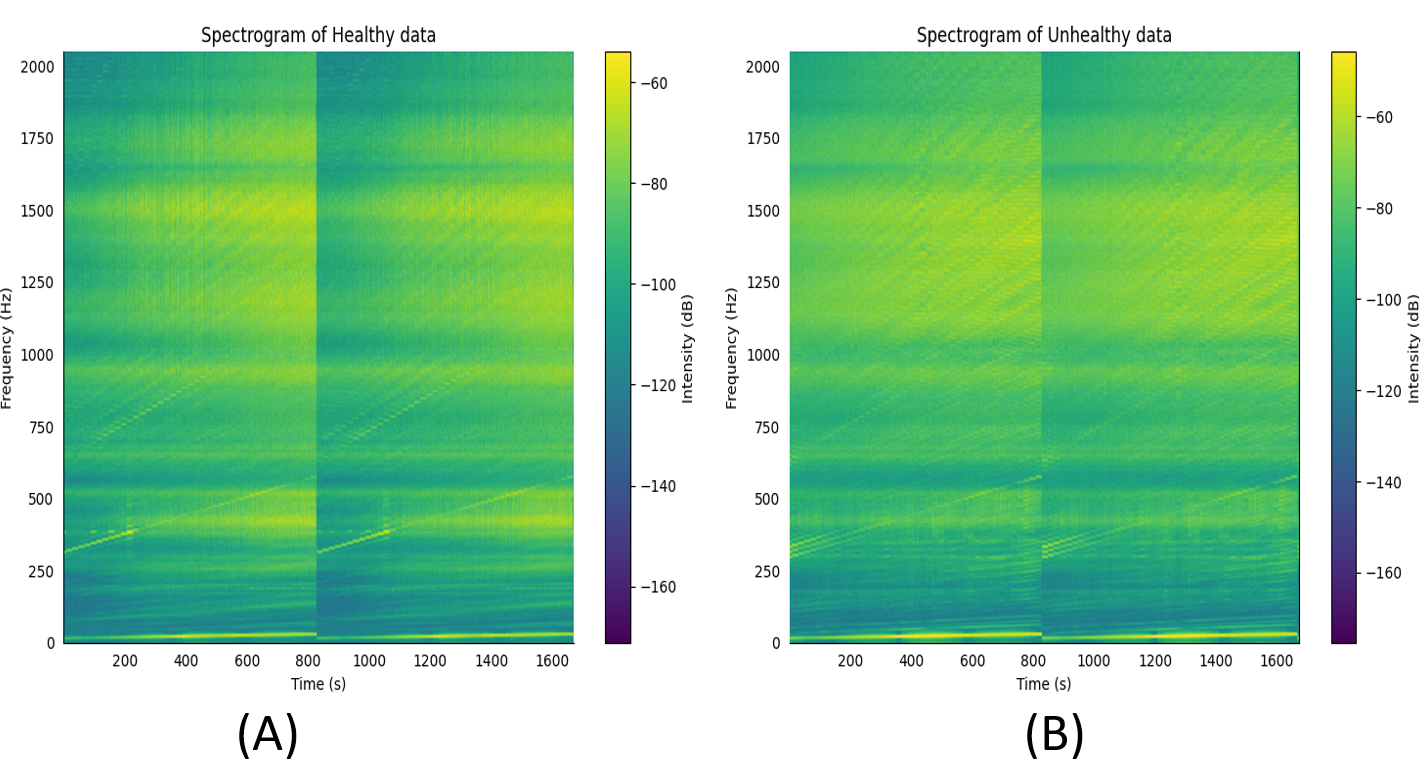 Spectrogram of Healthy data
2000
1750
1500
1250
1000
750
500
250
0
Frequency (Hz)
200 400 600 800 1000 1200 1400 1600
Time (s)
−60
−80
−100
−120
−140
−160
Intensity (dB)
(A)
Spectrogram of Unhealthy data
2000
1750
1500
1250
1000
750
500
250
0
Frequency (Hz)
200 400 600 800 1000 1200 1400 1600
Time (s)
−60
−80
−100
−120
−140
−160
Intensity (dB)
(B)